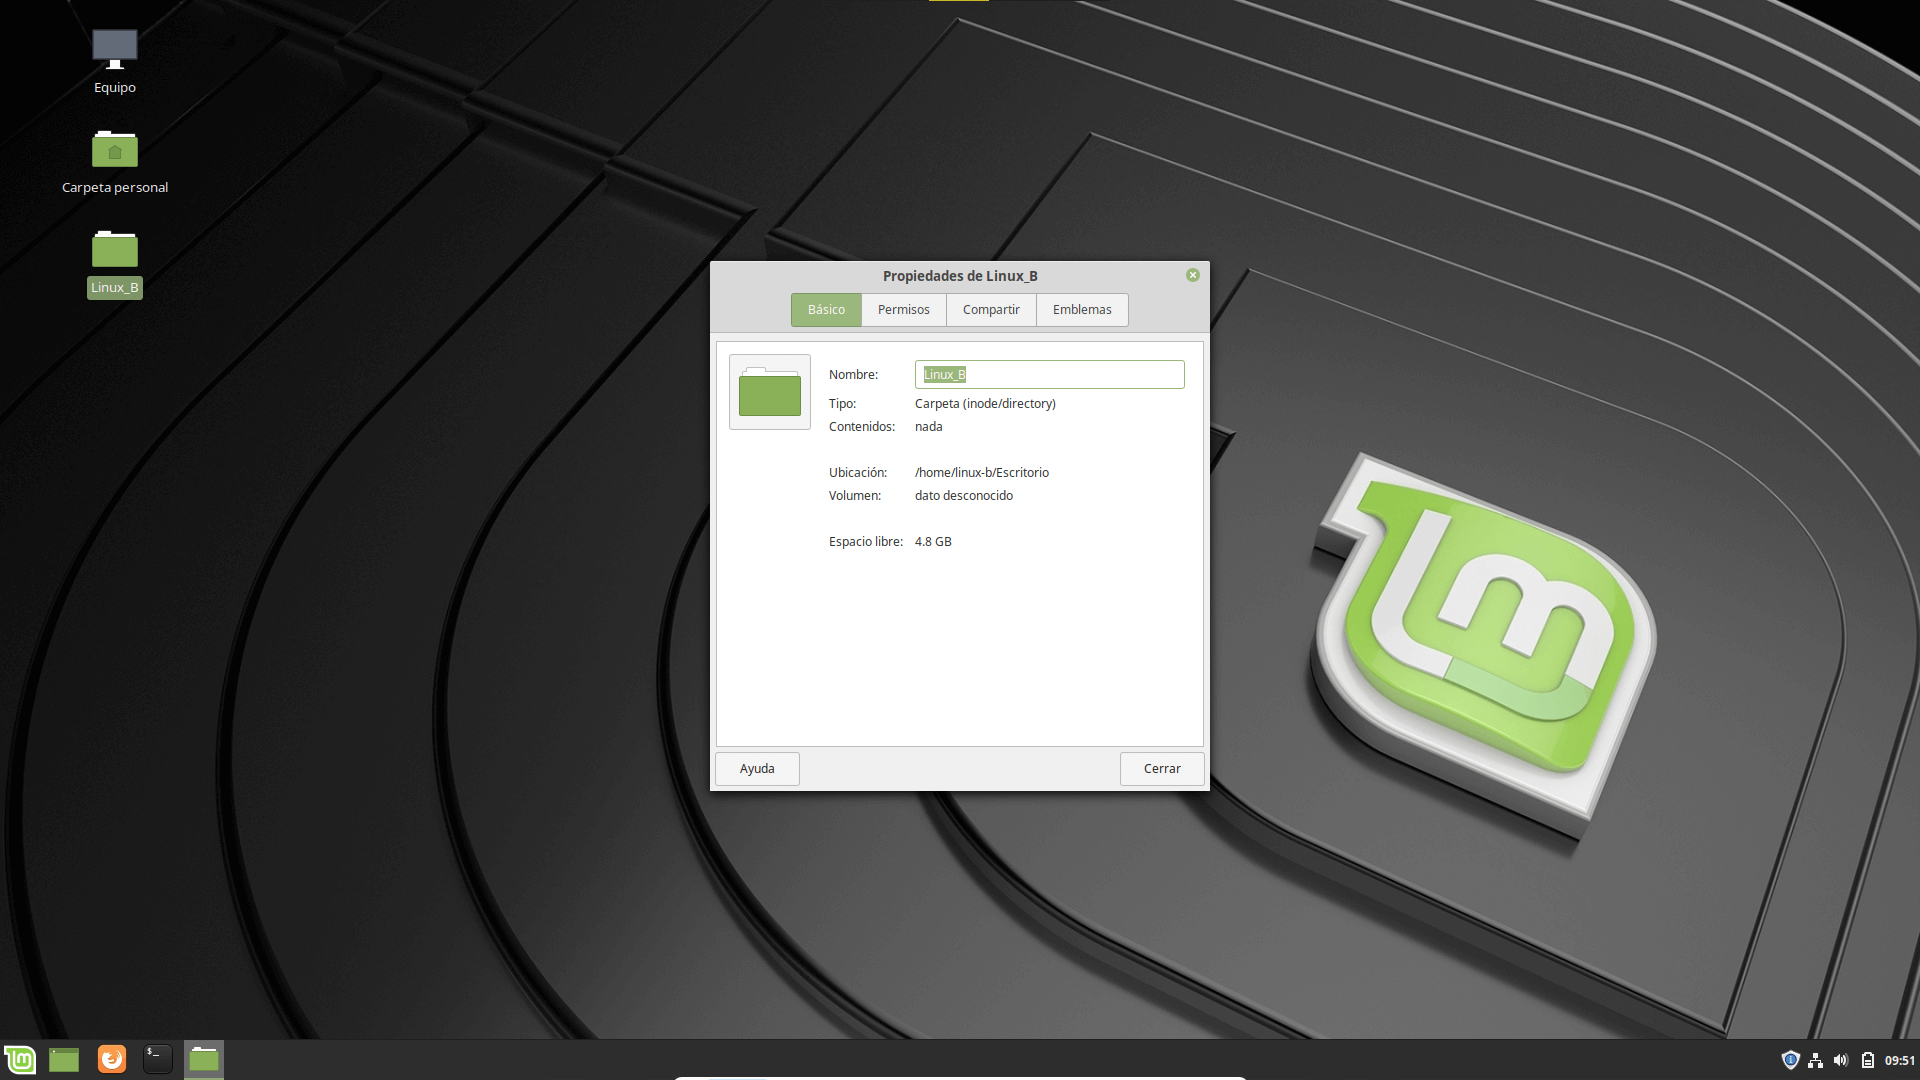 Equipo
Carpeta personal
Linux_B
Propiedades de Linux_B
Básico Permisos Compartir Emblemas
Nombre: Linux_B
Tipo: Carpeta (inode/directory)
Contenidos: nada
Ubicación: /home/linux-b/Escritorio
Volumen: dato desconocido
Espacio libre: 4.8 GB
Ayuda Cerrar
$_
09:51